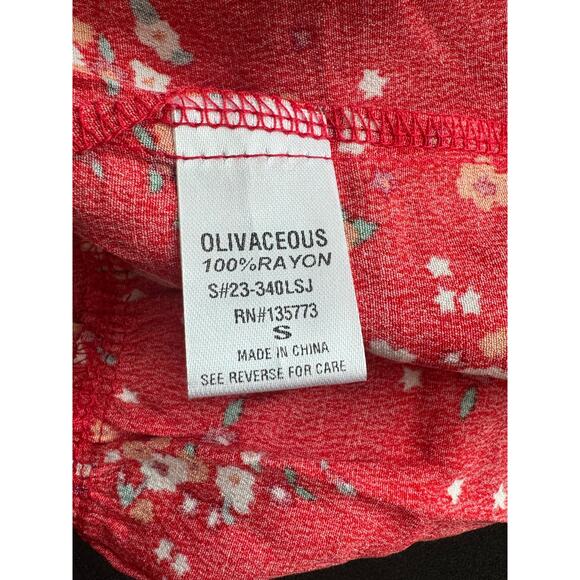 OLIVACEOUS
100%RAYON
S#23-340LSJ
RN#135773
S
MADE IN CHINA
SEE REVERSE FOR CARE